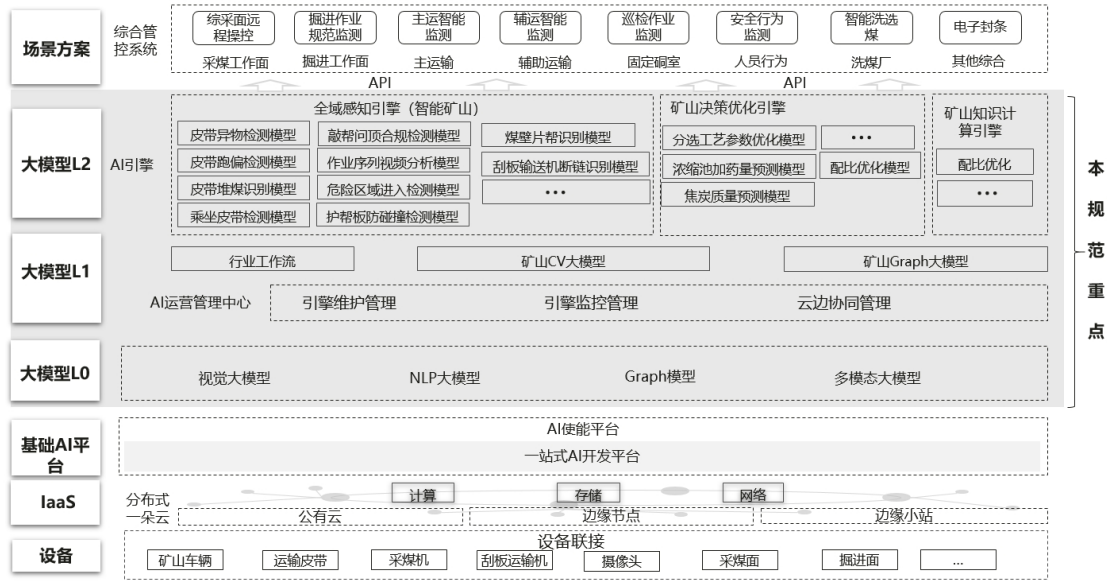 场景方案
综合管
控系统
综采面远
程操控
掘进作业
规范监测
主运智能
监测
辅运智能
监测
巡检作业
监测
安全行为
监测
智能洗选
煤
电子封条
采煤工作面
掘进工作面
主运输
辅助运输
固定硐室
人员行为
洗煤厂
其他综合
API
API
大模型L2
AI引擎
全域感知引擎（智能矿山）
皮带异物检测模型
皮带跑偏检测模型
皮带堆煤识别模型
乘坐皮带检测模型
敲帮问顶合规检测模型
作业序列视频分析模型
危险区域进入检测模型
护帮板防碰撞检测模型
煤壁片帮识别模型
刮板输送机断链识别模型
•••
矿山决策优化引擎
分选工艺参数优化模型
浓缩池加药量预测模型
焦炭质量预测模型
•••
配比优化模型
矿山知识计
算引擎
配比优化
•••
大模型L1
行业工作流
矿山CV大模型
矿山Graph大模型
AI运营管理中心
引擎维护管理
引擎监控管理
云边协同管理
大模型L0
视觉大模型
NLP大模型
Graph模型
多模态大模型
本
规
范
重
点
基础AI平
台
AI使能平台
一站式AI开发平台
IaaS
分布式
一朵云
计算
存储
网络
公有云
边缘节点
边缘小站
设备
设备联接
矿山车辆
运输皮带
采煤机
刮板运输机
摄像头
采煤面
掘进面
...